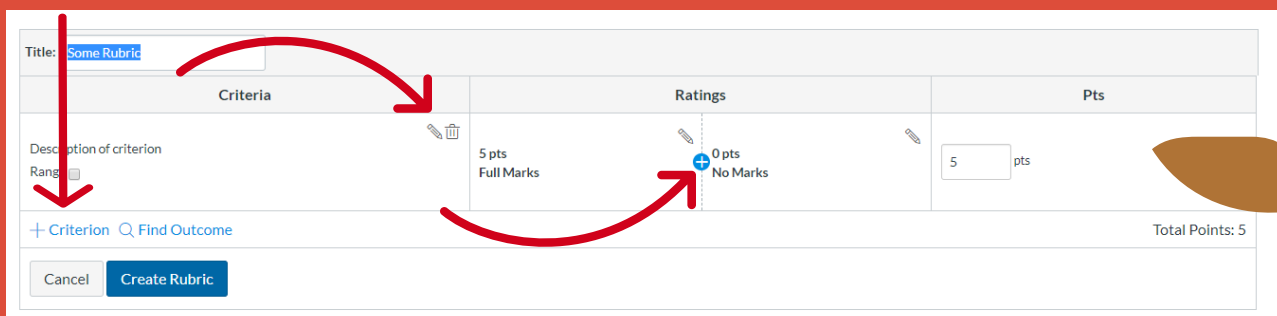 Title: Some Rubric
Criteria Ratings Pts
Description of criterion
Range
5 pts
Full Marks
0 pts
No Marks
5 pts
+ Criterion Find Outcome Total Points: 5
Cancel Create Rubric